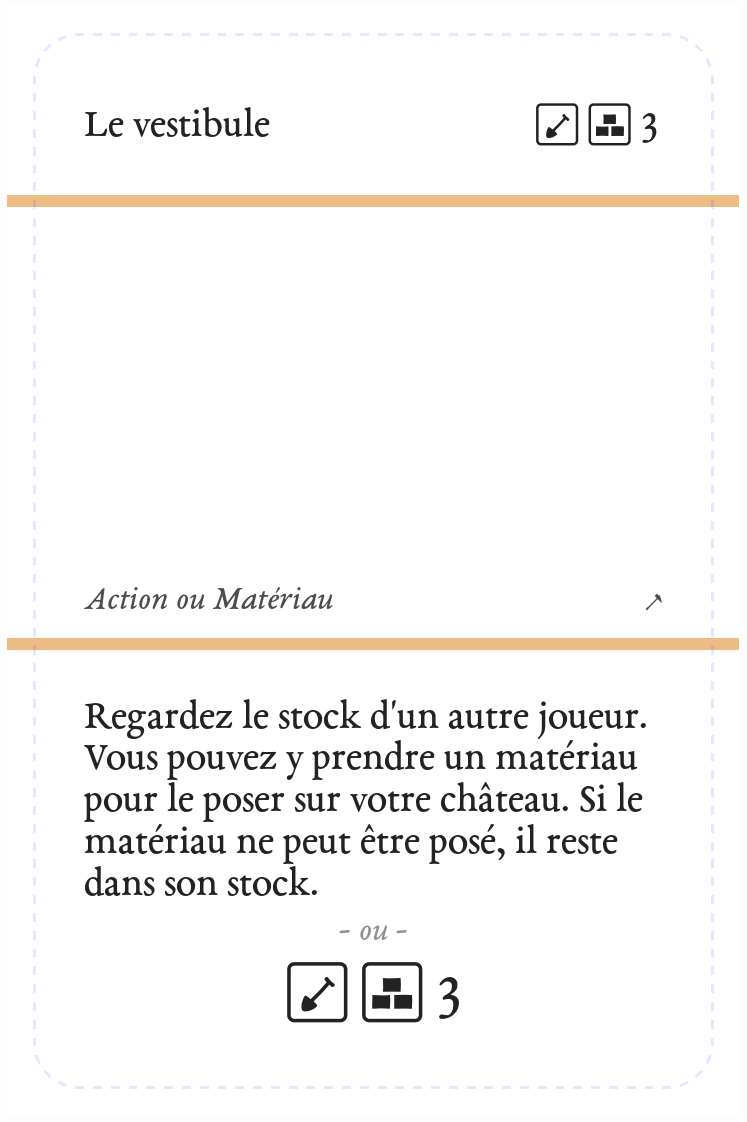 Le vestibule 3
Action ou Matériau
Regardez le stock d'un autre joueur.
Vous pouvez y prendre un matériau
pour le poser sur votre château. Si le
matériau ne peut être posé, il reste
dans son stock.
- ou -
3